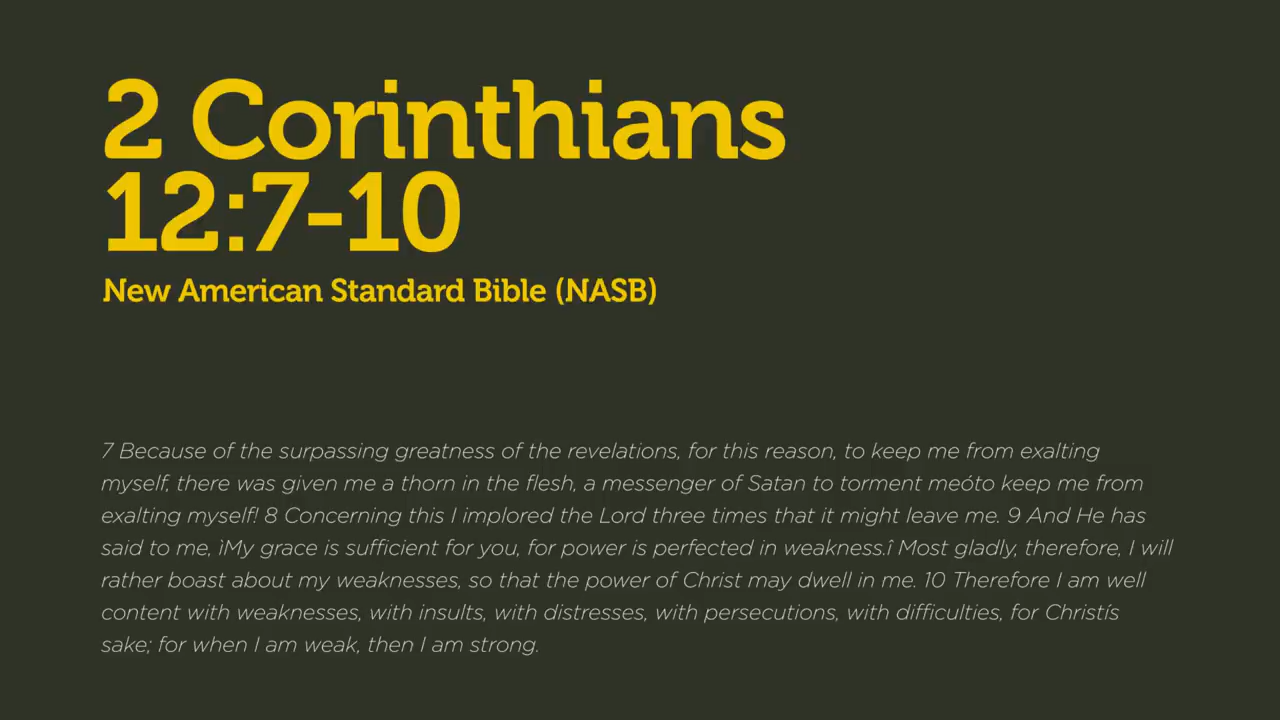 2 Corinthians
12:7-10
New American Standard Bible (NASB)
7 Because of the surpassing greatness of the revelations, for this reason, to keep me from exalting
myself, there was given me a thorn in the flesh, a messenger of Satan to torment meóto keep me from
exalting myself! 8 Concerning this I implored the Lord three times that it might leave me. 9 And He has
said to me, ìMy grace is sufficient for you, for power is perfected in weakness.î Most gladly, therefore, I will
rather boast about my weaknesses, so that the power of Christ may dwell in me. 10 Therefore I am well
content with weaknesses, with insults, with distresses, with persecutions, with difficulties, for Christís
sake; for when I am weak, then I am strong.